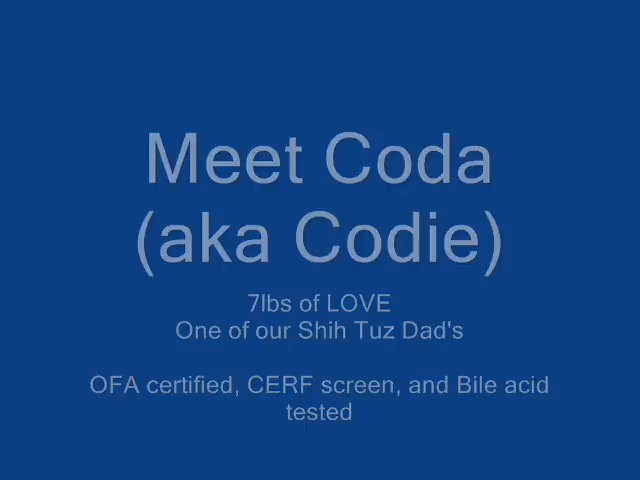 Meet Coda
(aka Codie)
7lbs of LOVE
One of our Shih Tuz Dad's
OFA certified, CERF screen, and Bile acid
tested